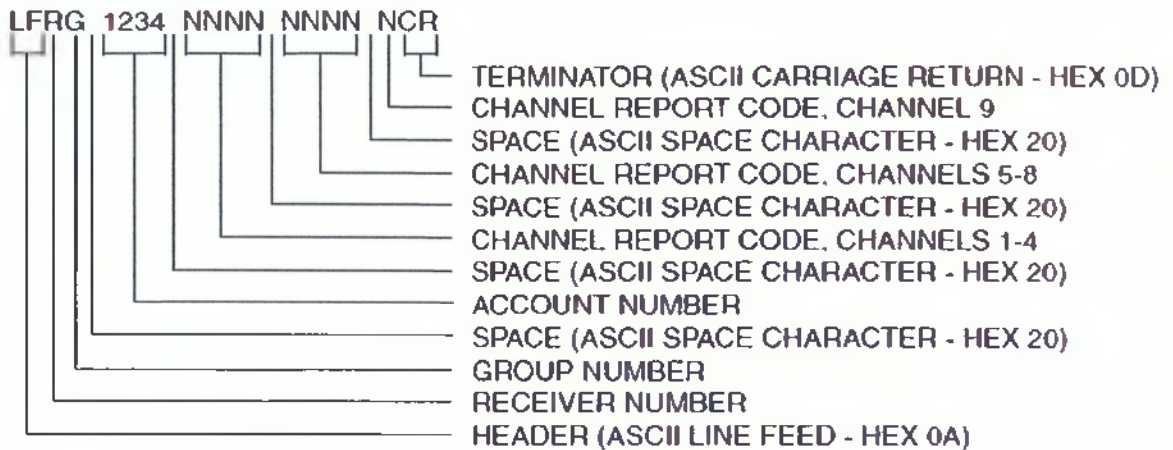 LFRG 1234 NNNN NNNN NCR
TERMINATOR (ASCII CARRIAGE RETURN - HEX 0D)
CHANNEL REPORT CODE, CHANNEL 9
SPACE (ASCII SPACE CHARACTER - HEX 20)
CHANNEL REPORT CODE, CHANNELS 5-8
SPACE (ASCII SPACE CHARACTER - HEX 20)
CHANNEL REPORT CODE, CHANNELS 1-4
SPACE (ASCII SPACE CHARACTER - HEX 20)
ACCOUNT NUMBER
SPACE (ASCII SPACE CHARACTER - HEX 20)
GROUP NUMBER
RECEIVER NUMBER
HEADER (ASCII LINE FEED - HEX 0A)